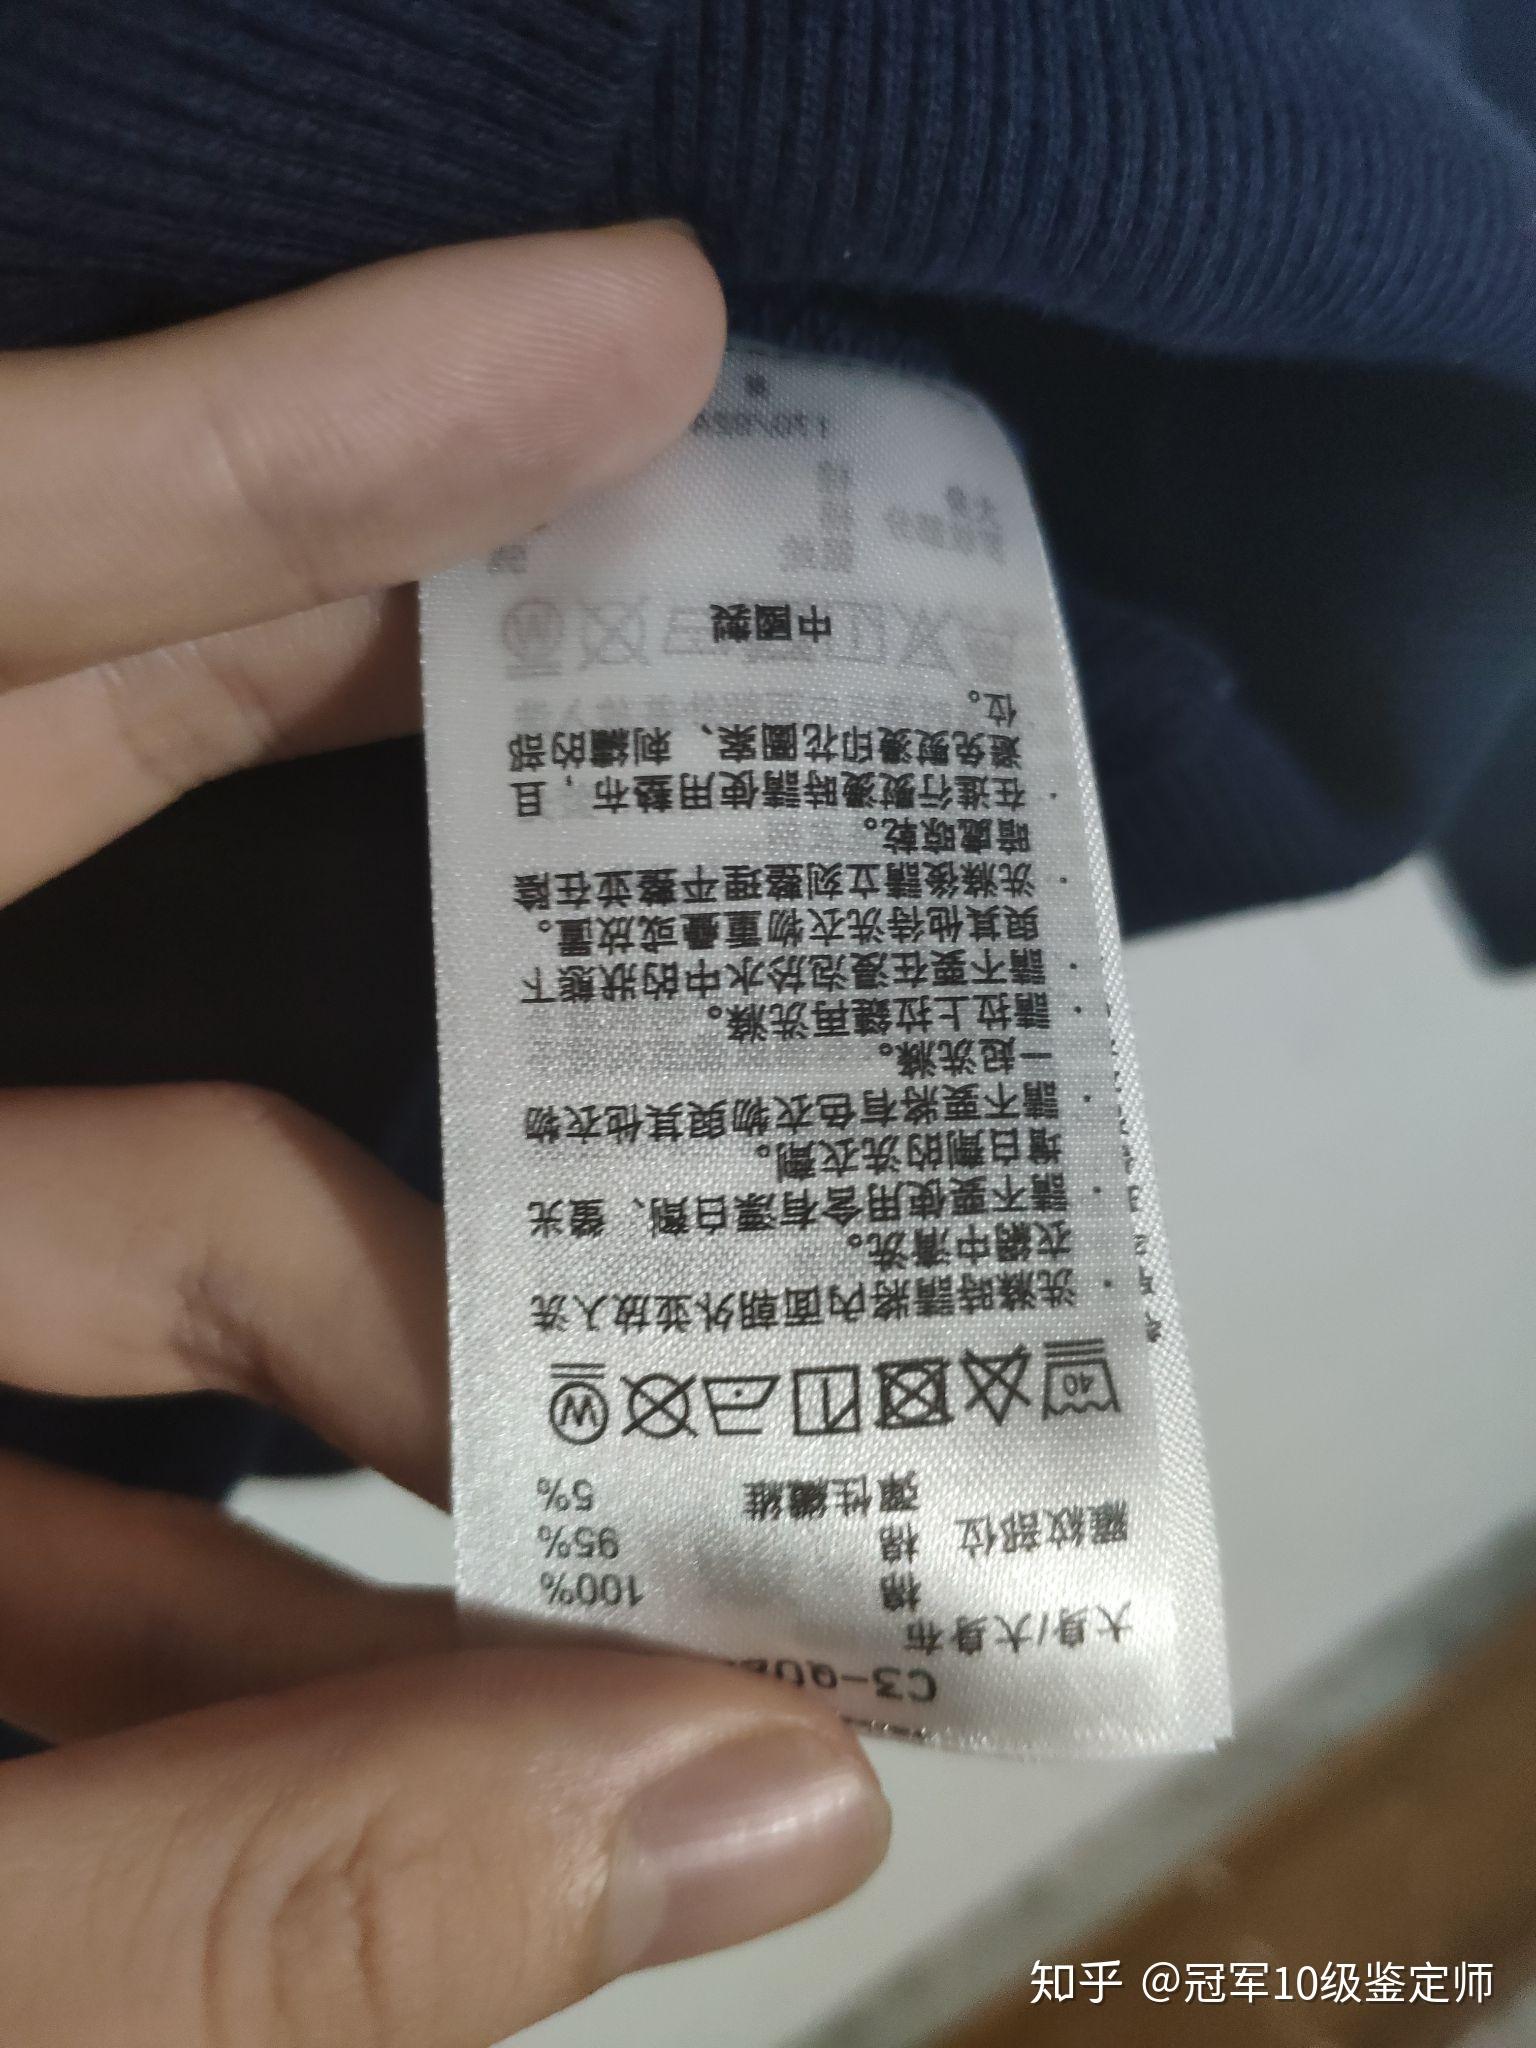 C3-Q0
大身/大身布
棉 100%
羅紋部位 棉 95%
彈性纖維 5%
40 W
· 洗滌時請將內面朝外並放入洗
衣網中清洗。
· 請不要使用含有漂白劑、螢光
增白劑的洗衣劑。
· 請不要將有色衣物與其他衣物
一起洗滌。
· 請拉上拉鏈再洗滌。
· 請不要在浸泡於水中的狀態下
與其他待洗衣物重疊或放置。
· 洗滌後請立刻整理平整並在陰
暗處晾乾。
· 在進行熨燙時請使用墊布，且
避免熨燙印花圖案、刺繡的部
位。
中國製
知乎 @冠军10级鉴定师